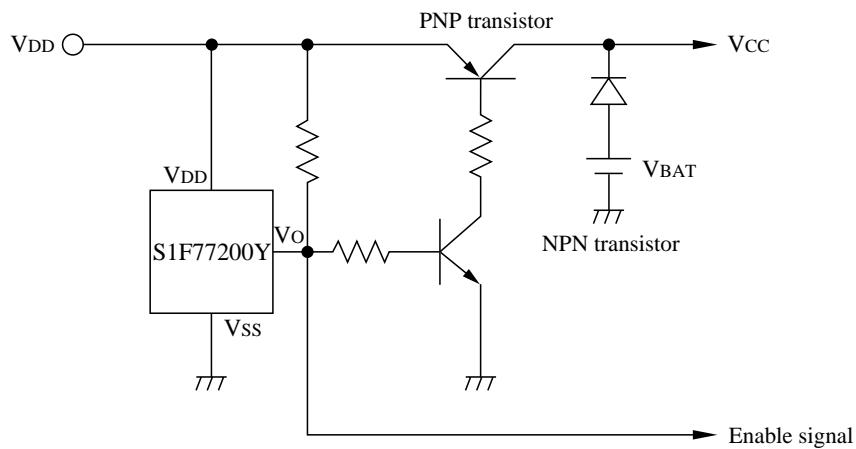 PNP transistor
VDD
VCC
VDD
VBAT
S1F77200Y
VO
NPN transistor
VSS
Enable signal